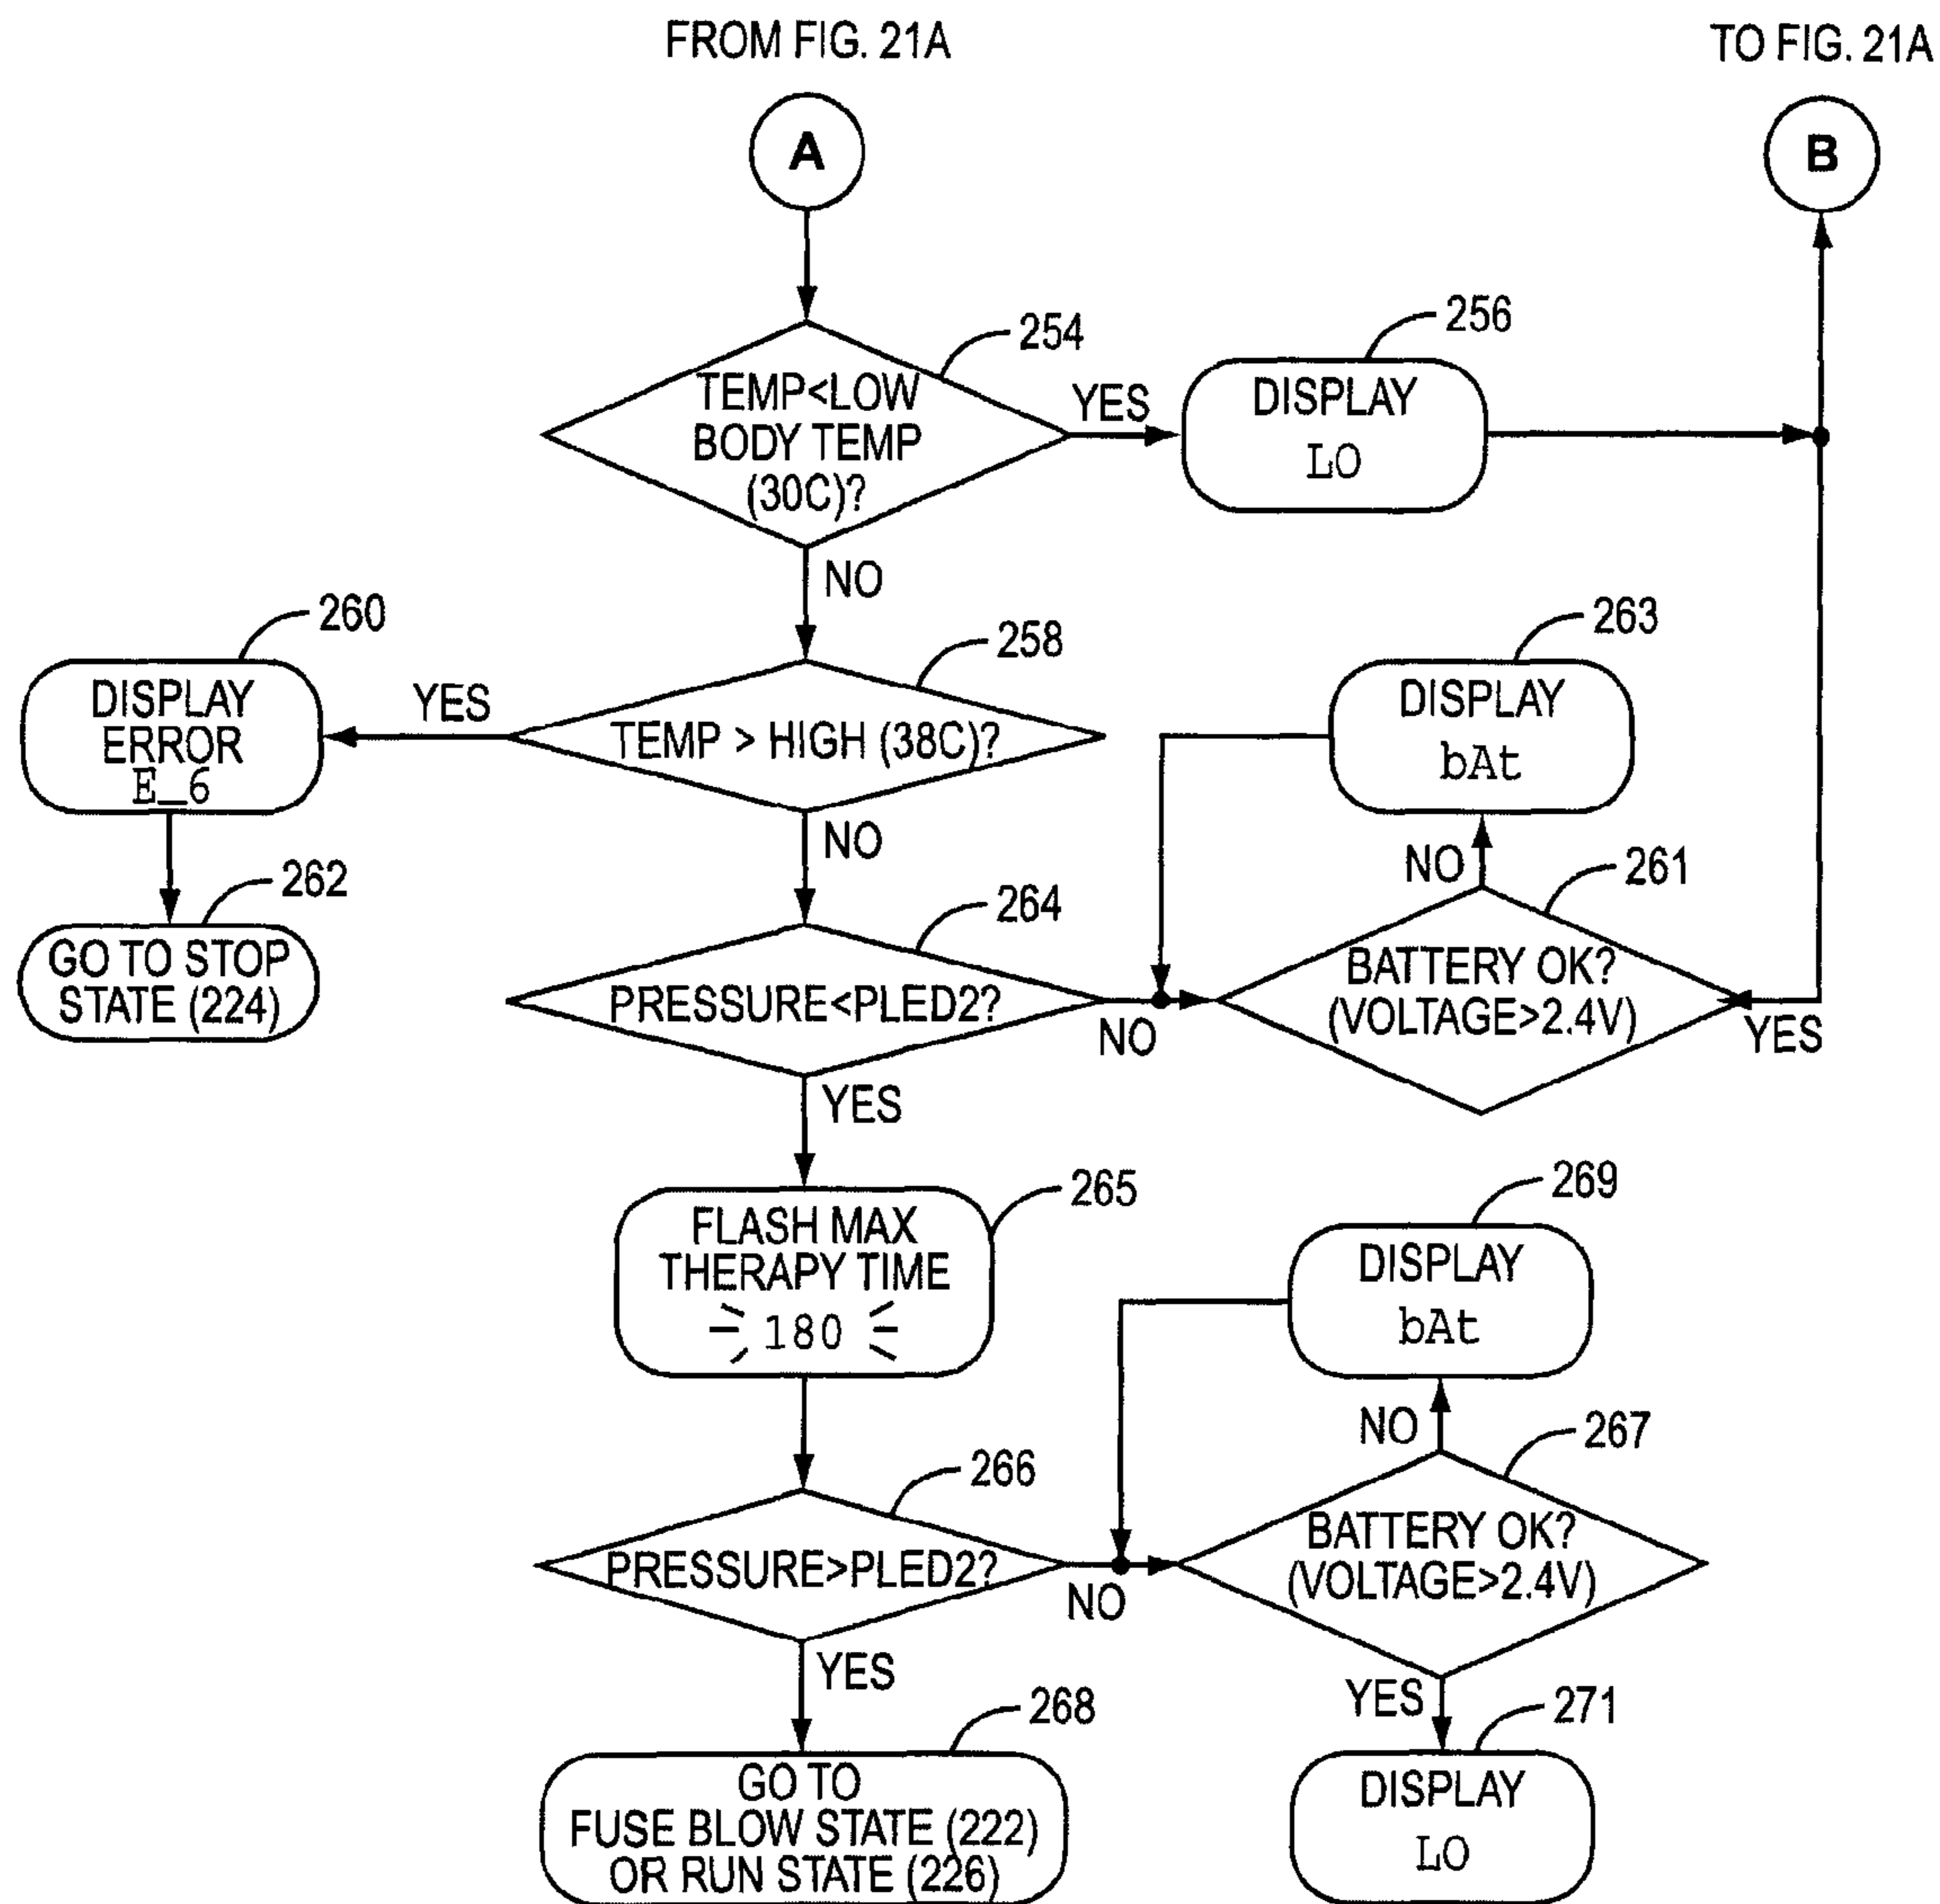 FROM FIG. 21A
TO FIG. 21A
A
B
254
TEMP<LOW
BODY TEMP
(30C)?
YES
256
DISPLAY
LO
NO
260
DISPLAY
ERROR
E_6
YES
258
TEMP > HIGH (38C)?
263
DISPLAY
bAt
NO
NO
261
262
GO TO STOP
STATE (224)
264
PRESSURE<PLED2?
NO
BATTERY OK?
(VOLTAGE>2.4V)
YES
YES
265
FLASH MAX
THERAPY TIME
180
269
DISPLAY
bAt
NO
267
266
PRESSURE>PLED2?
NO
BATTERY OK?
(VOLTAGE>2.4V)
YES
YES
268
GO TO
FUSE BLOW STATE (222)
OR RUN STATE (226)
271
DISPLAY
LO